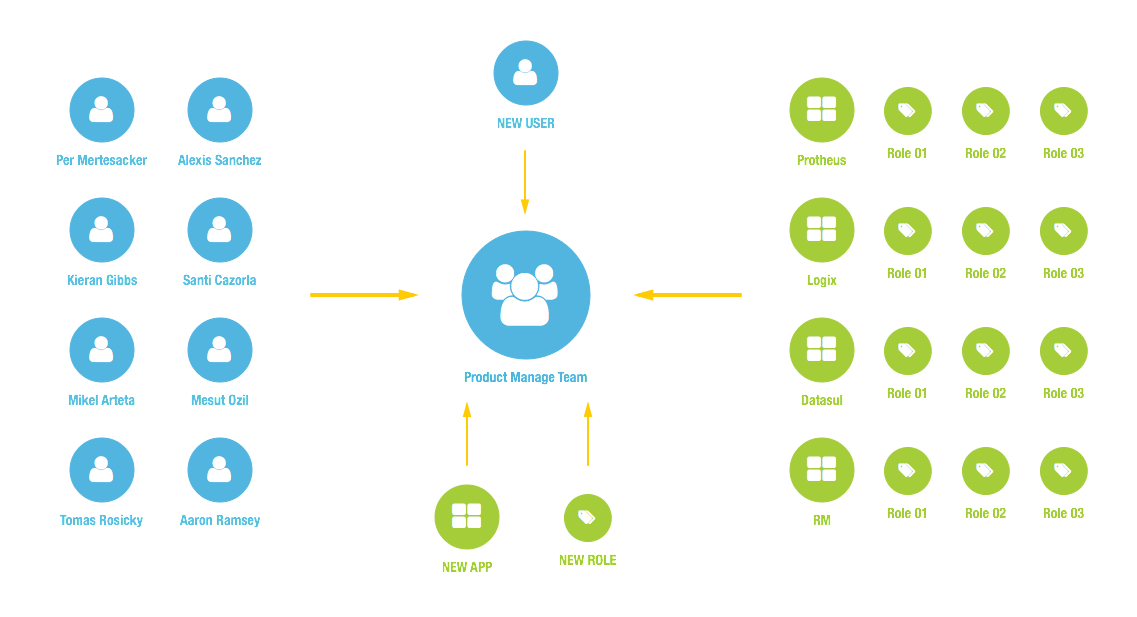 NEW USER
Per Mertesacker
Alexis Sanchez
Kieran Gibbs
Santi Cazorla
Mikel Arteta
Mesut Ozil
Tomas Rosicky
Aaron Ramsey
Product Manage Team
NEW APP
NEW ROLE
Protheus
Role 01
Role 02
Role 03
Logix
Role 01
Role 02
Role 03
Datasul
Role 01
Role 02
Role 03
RM
Role 01
Role 02
Role 03